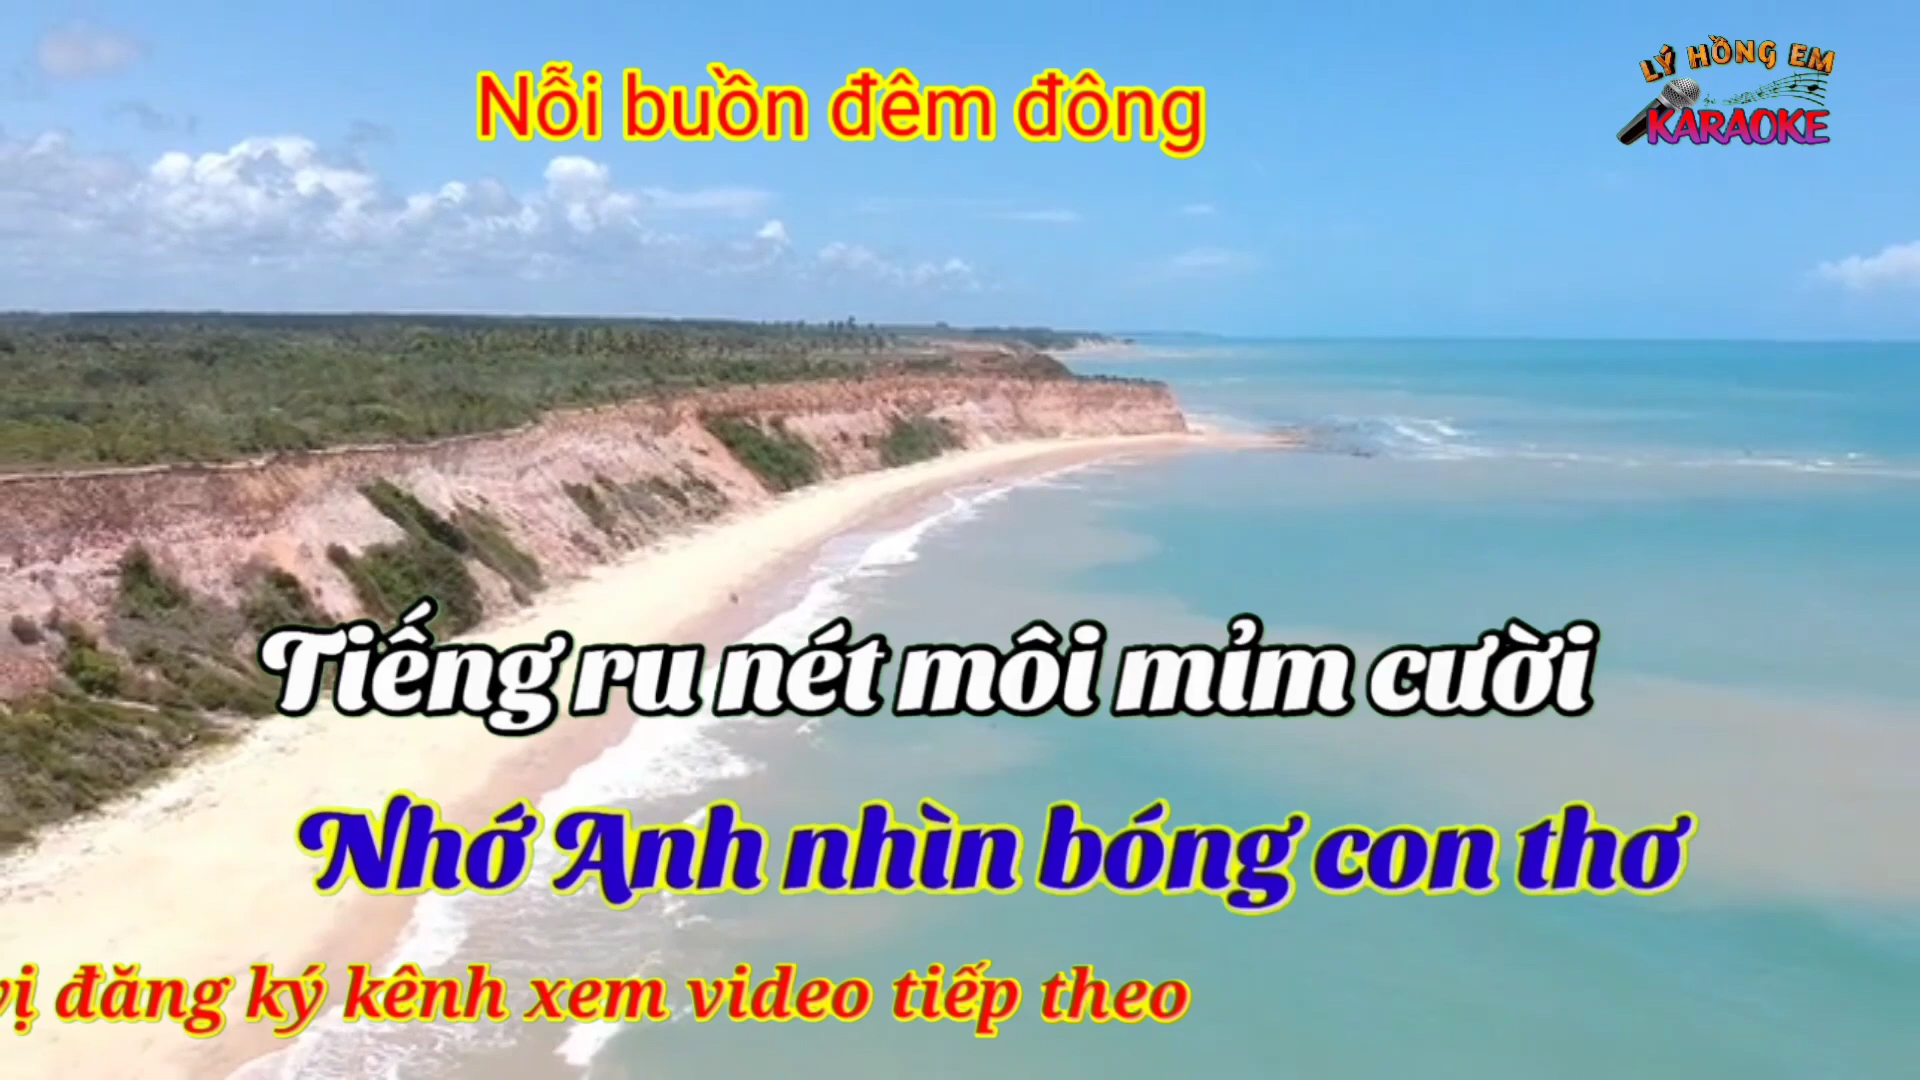 Nỗi buồn đêm đông
LÝ HỒNG EM
KARAOKE
Tiếng ru nét môi mỉm cười
Nhớ Anh nhìn bóng con thơ
vị đăng ký kênh xem video tiếp theo